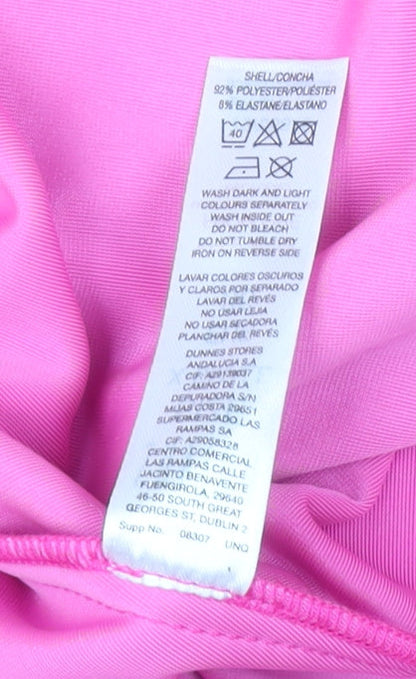 SHELL/CONCHA
92% POLYESTER/POLIÉSTER
8% ELASTANE/ELASTANO
40
WASH DARK AND LIGHT
COLOURS SEPARATELY
WASH INSIDE OUT
DO NOT BLEACH
DO NOT TUMBLE DRY
IRON ON REVERSE SIDE
LAVAR COLORES OSCUROS
Y CLAROS POR SEPARADO
LAVAR DEL REVÉS
NO USAR LEJIA
NO USAR SECADORA
PLANCHAR DEL REVÉS
DUNNES STORES
ANDALUCIA S.A
CIF: A29139037
CAMINO DE LA
DEPURADORA S/N
MIJAS COSTA 29651
SUPERMERCADO LAS
RAMPAS SA
CIF: A29058328
CENTRO COMERCIAL
LAS RAMPAS CALLE
JACINTO BENAVENTE
FUENGIROLA, 29640
46-50 SOUTH GREAT
GEORGES ST, DUBLIN 2
Supp No. 08307 UNQ